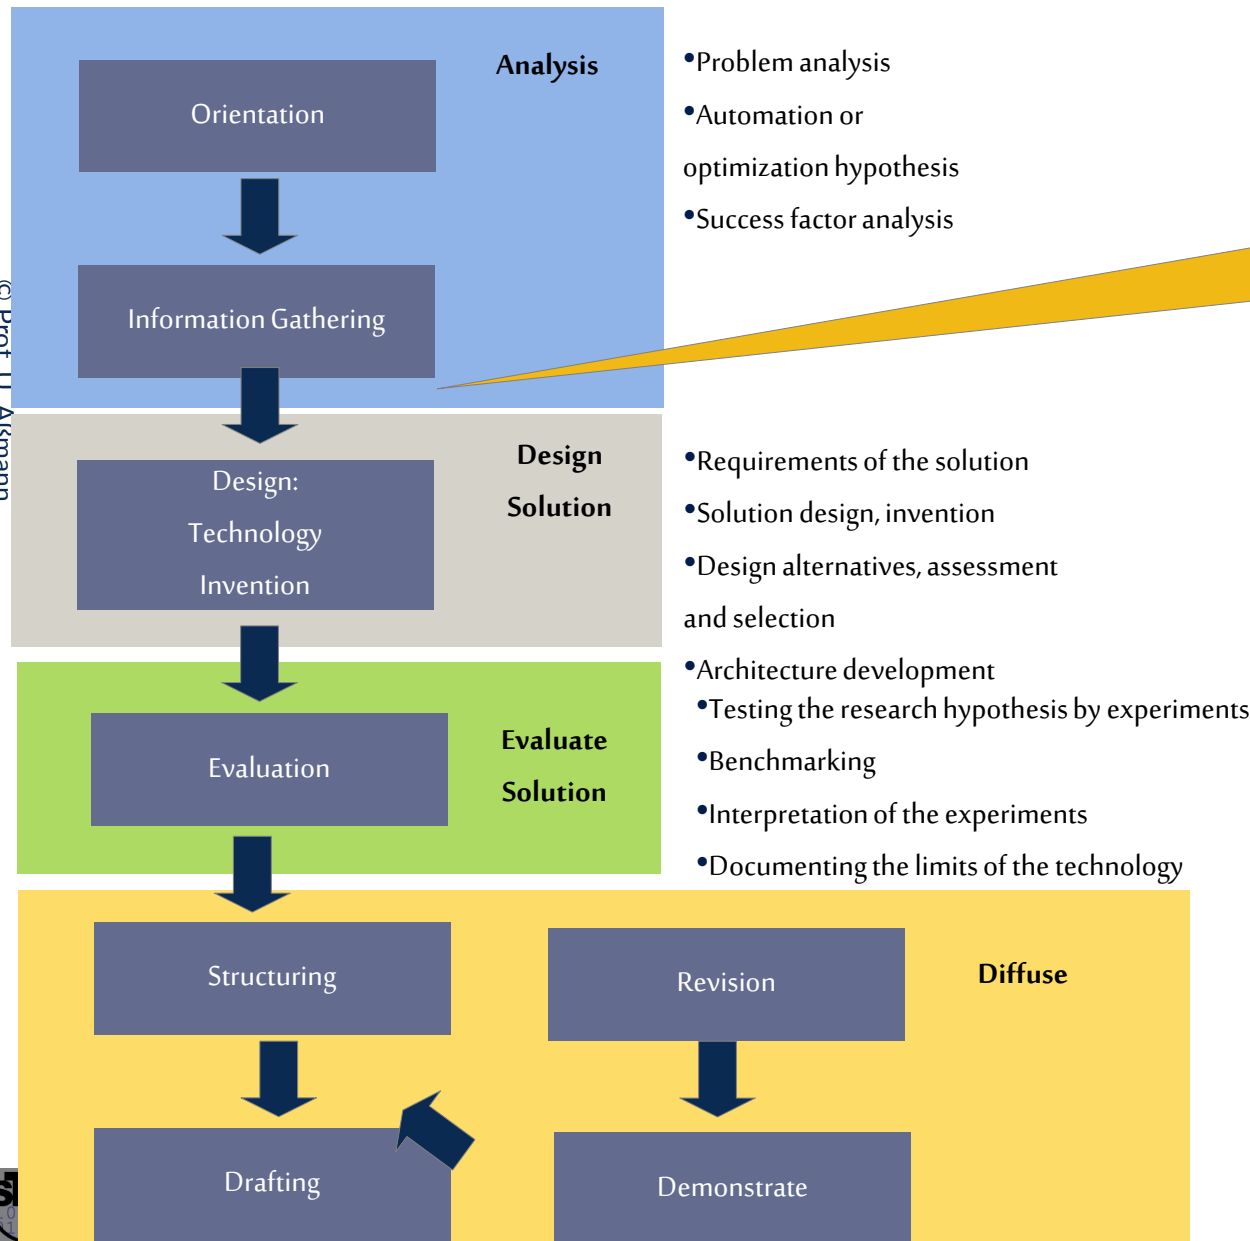 Analysis
Orientation
Information Gathering
•Problem analysis
•Automation or
optimization hypothesis
•Success factor analysis
© Prof. U. Aßmann
Design
Solution
Design:
Technology
Invention
•Requirements of the solution
•Solution design, invention
•Design alternatives, assessment
and selection
•Architecture development
Evaluate
Solution
Evaluation
•Testing the research hypothesis by experiments
•Benchmarking
•Interpretation of the experiments
•Documenting the limits of the technology
Diffuse
Structuring
Revision
Drafting
Demonstrate